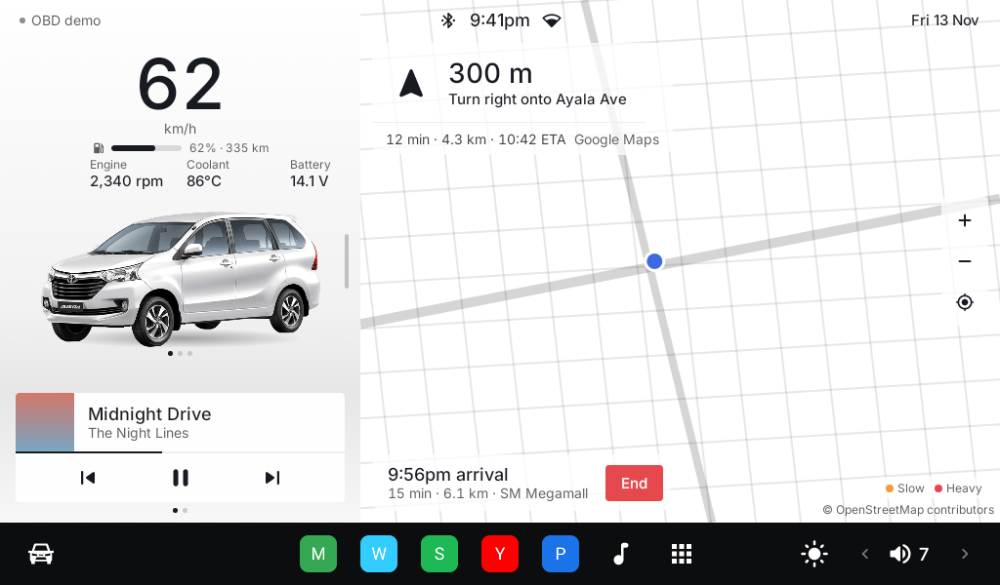 OBD demo
9:41pm
Fri 13 Nov
62
km/h
62% · 335 km
Engine
Coolant
Battery
2,340 rpm
86°C
14.1 V
300 m
Turn right onto Ayala Ave
12 min · 4.3 km · 10:42 ETA Google Maps
Midnight Drive
The Night Lines
9:56pm arrival
15 min · 6.1 km · SM Megamall
End
Slow
Heavy
© OpenStreetMap contributors
M
W
S
Y
P
7